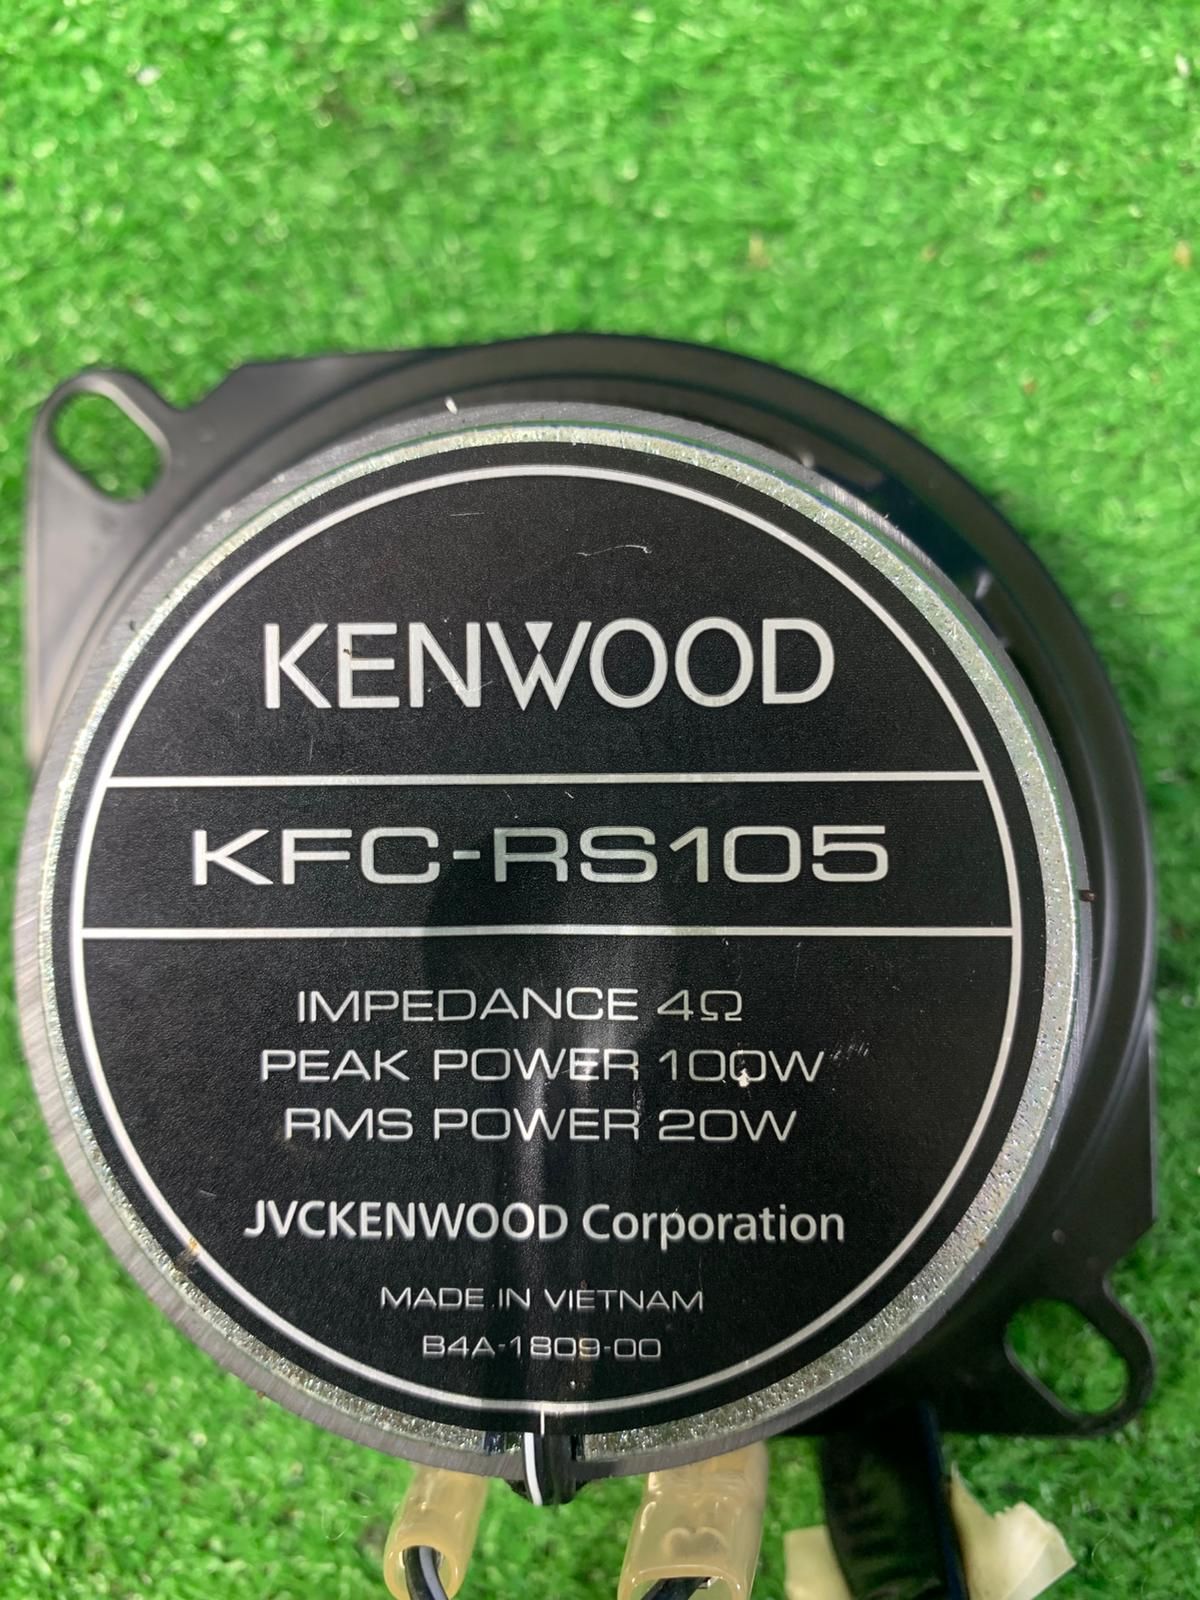 KENWOOD
KFC-RS105
IMPEDANCE 4Ω
PEAK POWER 100W
RMS POWER 20W
JVCKENWOOD Corporation
MADE IN VIETNAM
B4A-1809-00